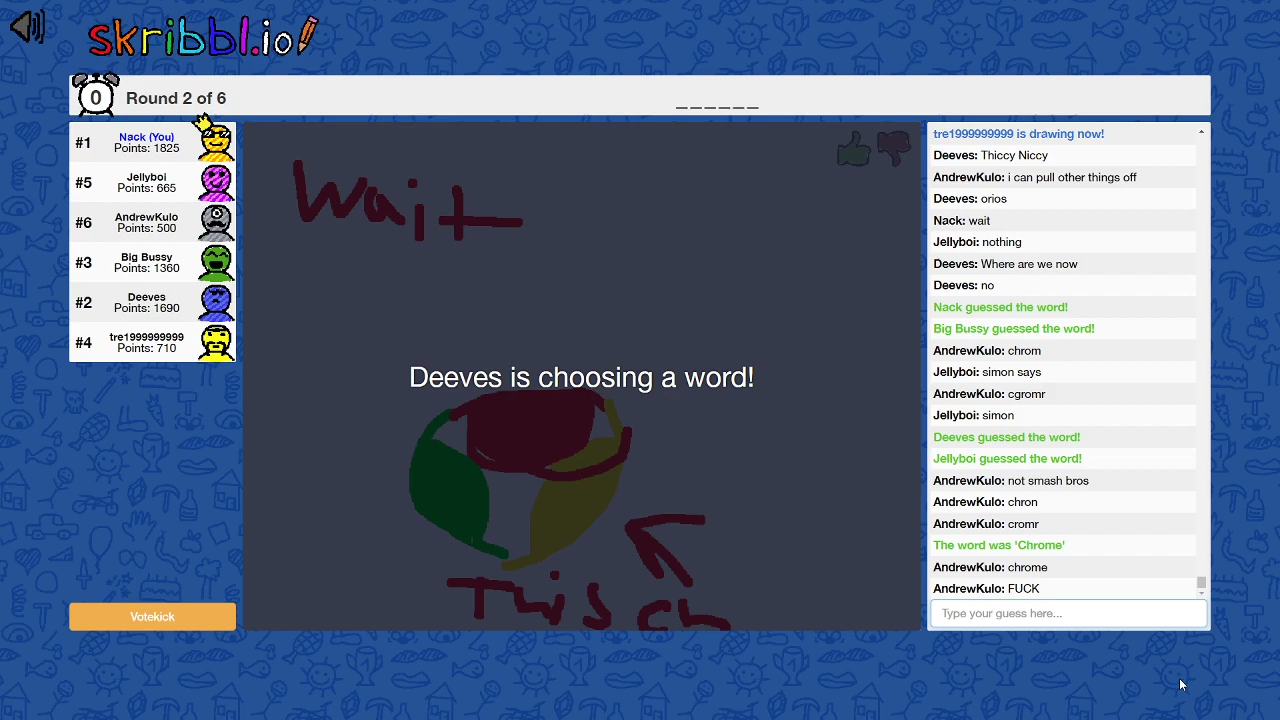 skribbl.io
0
Round 2 of 6
______
#1
Nack (You)
Points: 1825
#5
Jellyboi
Points: 665
#6
AndrewKulo
Points: 500
#3
Big Bussy
Points: 1360
#2
Deeves
Points: 1690
#4
tre1999999999
Points: 710
Votekick
Wait
Deeves is choosing a word!
This ch
tre1999999999 is drawing now!
Deeves: Thiccy Niccy
AndrewKulo: i can pull other things off
Deeves: orios
Nack: wait
Jellyboi: nothing
Deeves: Where are we now
Deeves: no
Nack guessed the word!
Big Bussy guessed the word!
AndrewKulo: chrom
Jellyboi: simon says
AndrewKulo: cgromr
Jellyboi: simon
Deeves guessed the word!
Jellyboi guessed the word!
AndrewKulo: not smash bros
AndrewKulo: chron
AndrewKulo: cromr
The word was 'Chrome'
AndrewKulo: chrome
AndrewKulo: FUCK
Type your guess here...